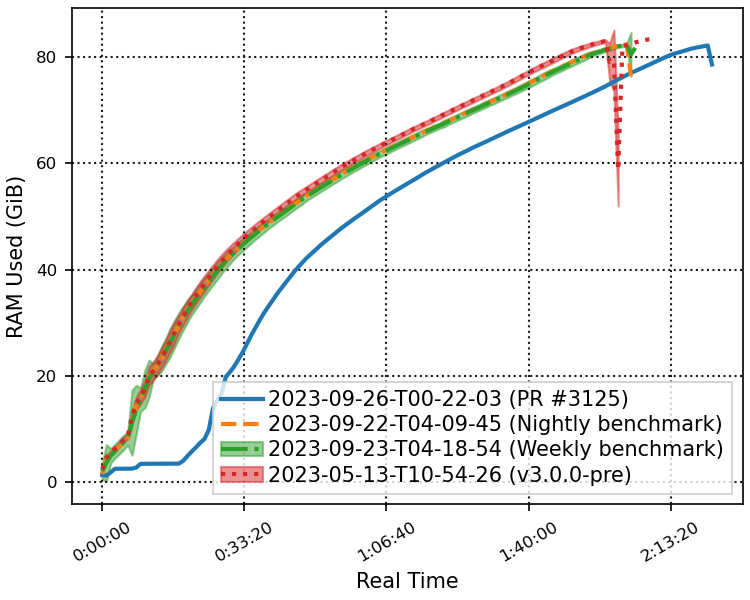 80
60
40
20
0
RAM Used (GiB)
2023-09-26-T00-22-03 (PR #3125)
2023-09-22-T04-09-45 (Nightly benchmark)
2023-09-23-T04-18-54 (Weekly benchmark)
2023-05-13-T10-54-26 (v3.0.0-pre)
0:00:00
0:33:20
1:06:40
1:40:00
2:13:20
Real Time